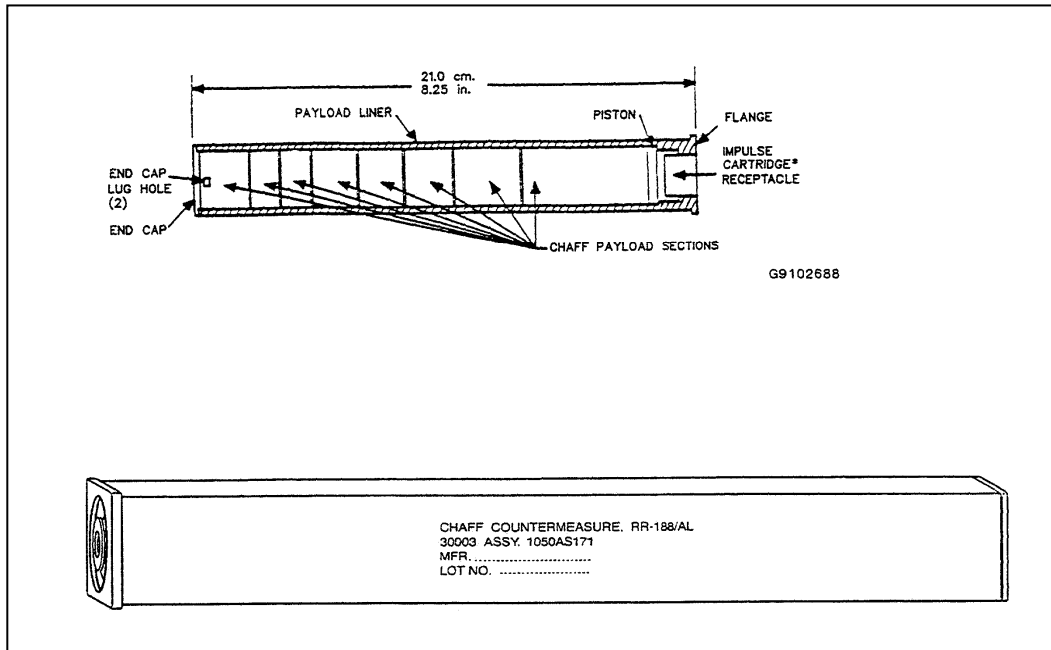 21.0 cm.
8.25 in.
PAYLOAD LINER
PISTON
FLANGE
IMPULSE
CARTRIDGE*
RECEPTACLE
END CAP
LUG HOLE
(2)
END CAP
CHAFF PAYLOAD SECTIONS
G9102688
CHAFF COUNTERMEASURE, RR-188/AL
30003 ASSY. 1050AS171
MFR.........................
LOT NO. ....................